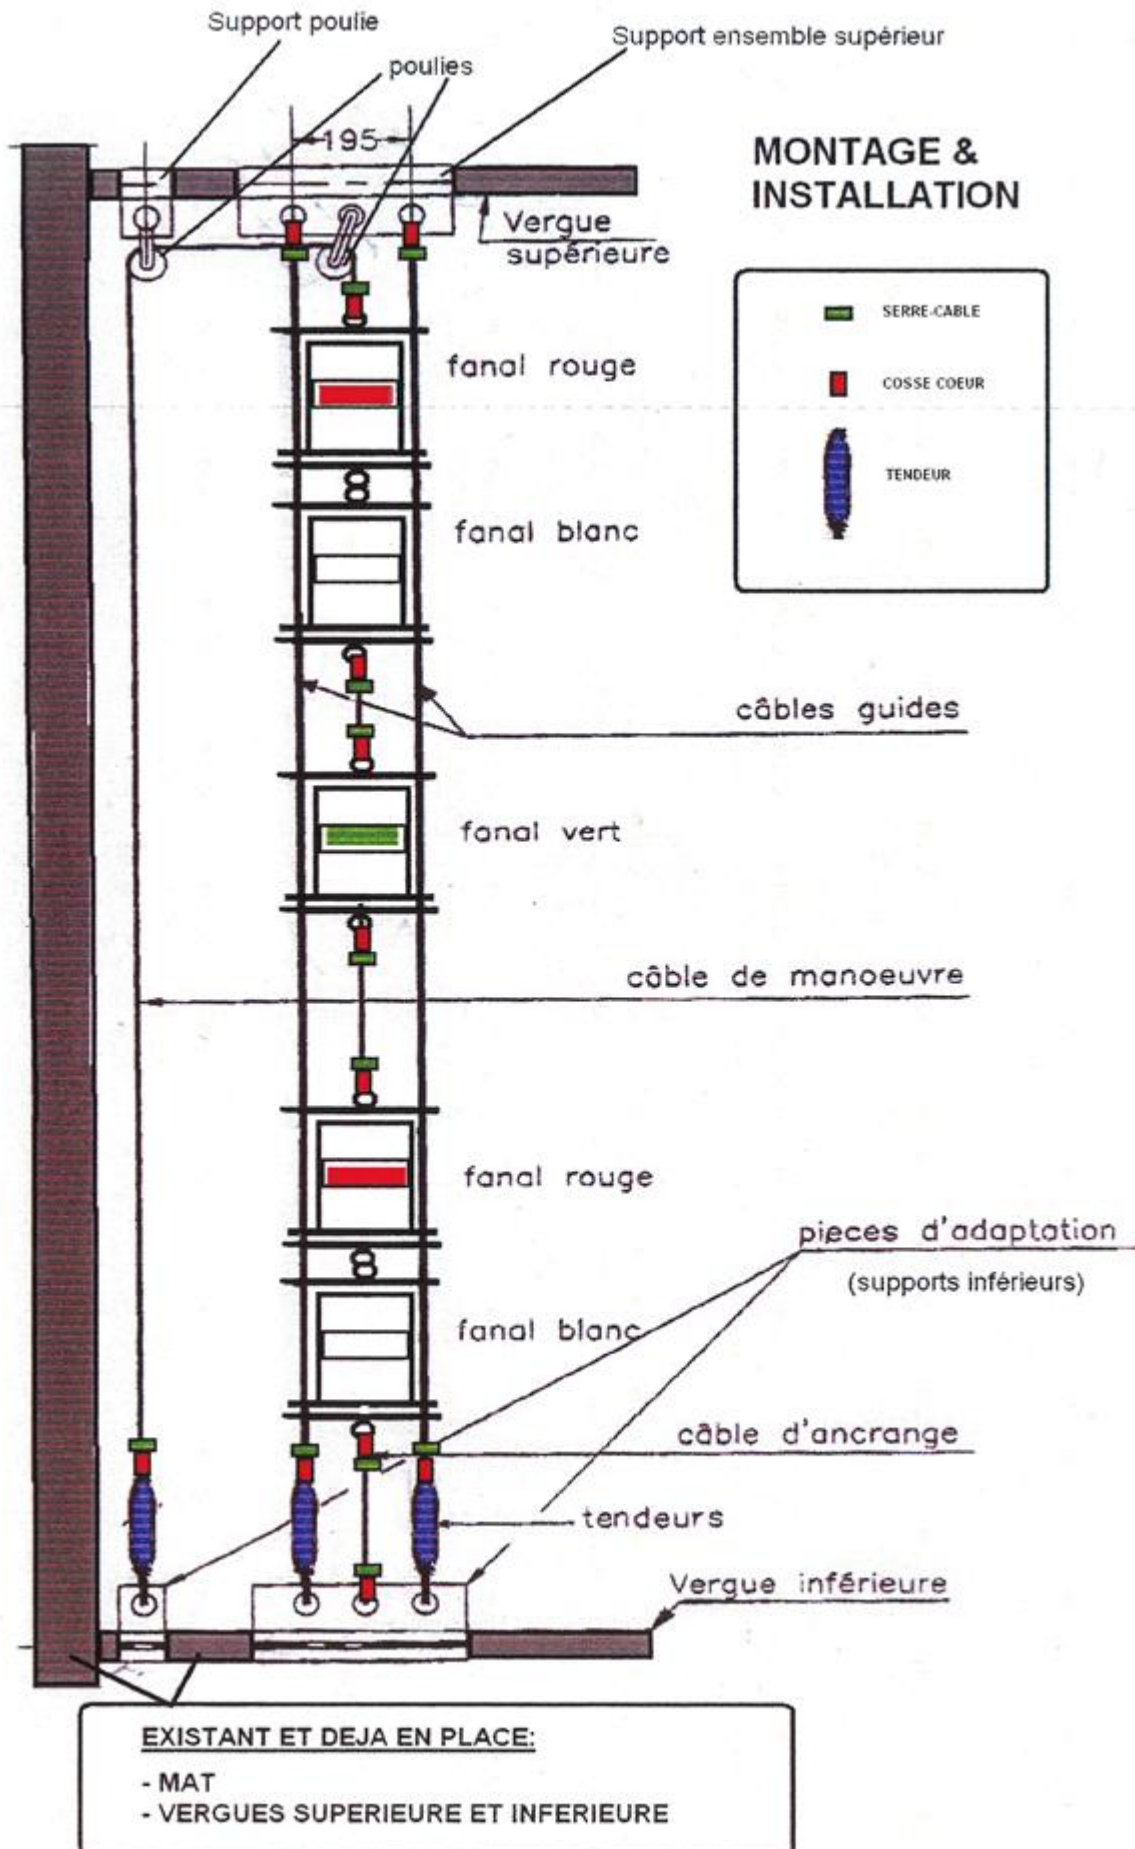 Support poulie
Support ensemble supérieur
poulies
195
MONTAGE &
INSTALLATION
Vergue
supérieure
SERRE-CABLE
COSSE COEUR
TENDEUR
fanal rouge
fanal blanc
câbles guides
fanal vert
câble de manoeuvre
fanal rouge
pieces d'adaptation
(supports inférieurs)
fanal blanc
câble d'ancrange
tendeurs
Vergue inférieure
EXISTANT ET DEJA EN PLACE:
- MAT
- VERGUES SUPERIEURE ET INFERIEURE